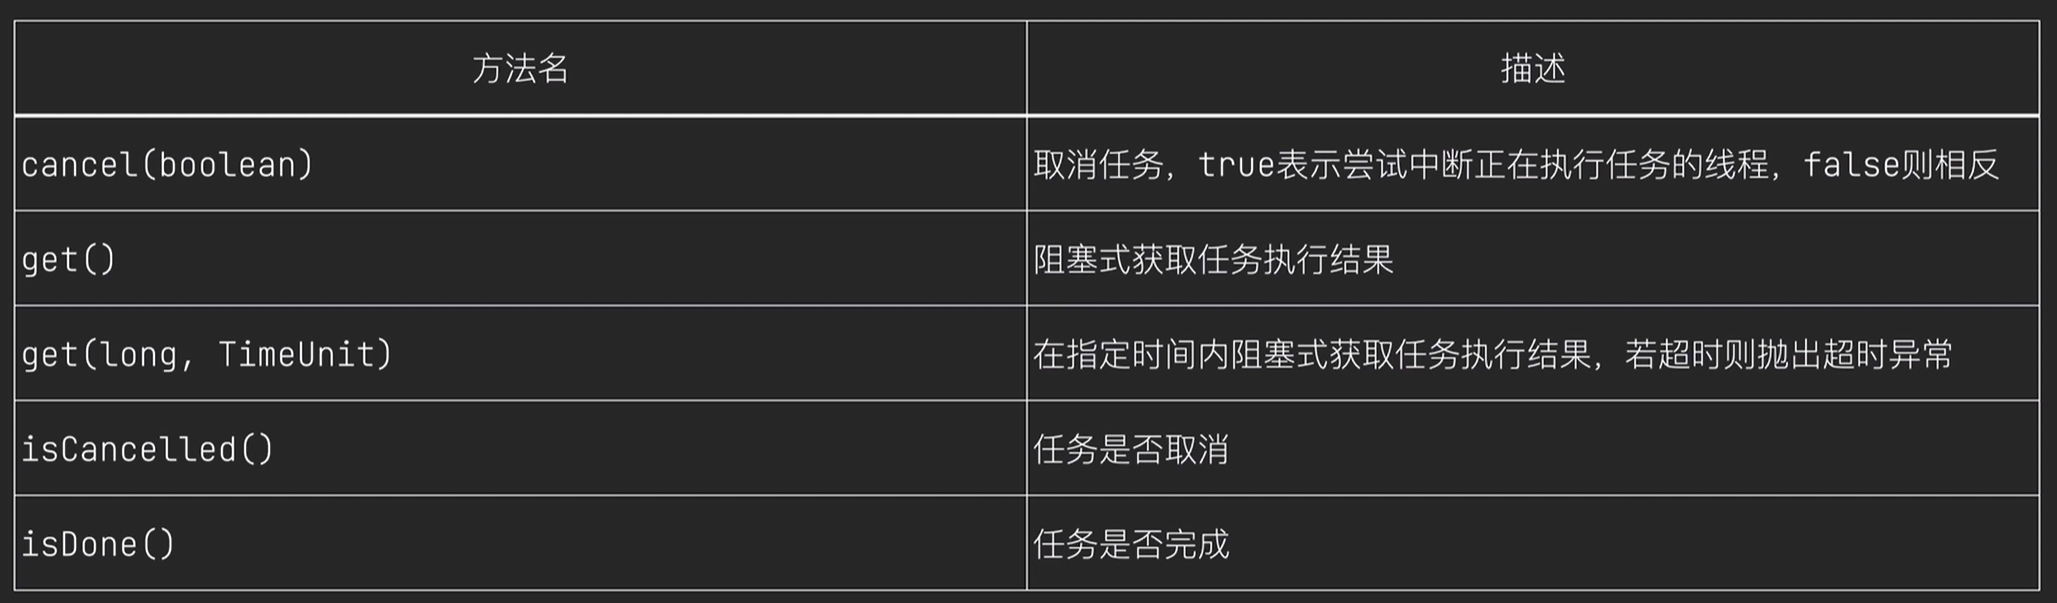 方法名
描述
cancel(boolean)
取消任务，true表示尝试中断正在执行任务的线程，false则相反
get()
阻塞式获取任务执行结果
get(long, TimeUnit)
在指定时间内阻塞式获取任务执行结果，若超时则抛出超时异常
isCancelled()
任务是否取消
isDone()
任务是否完成